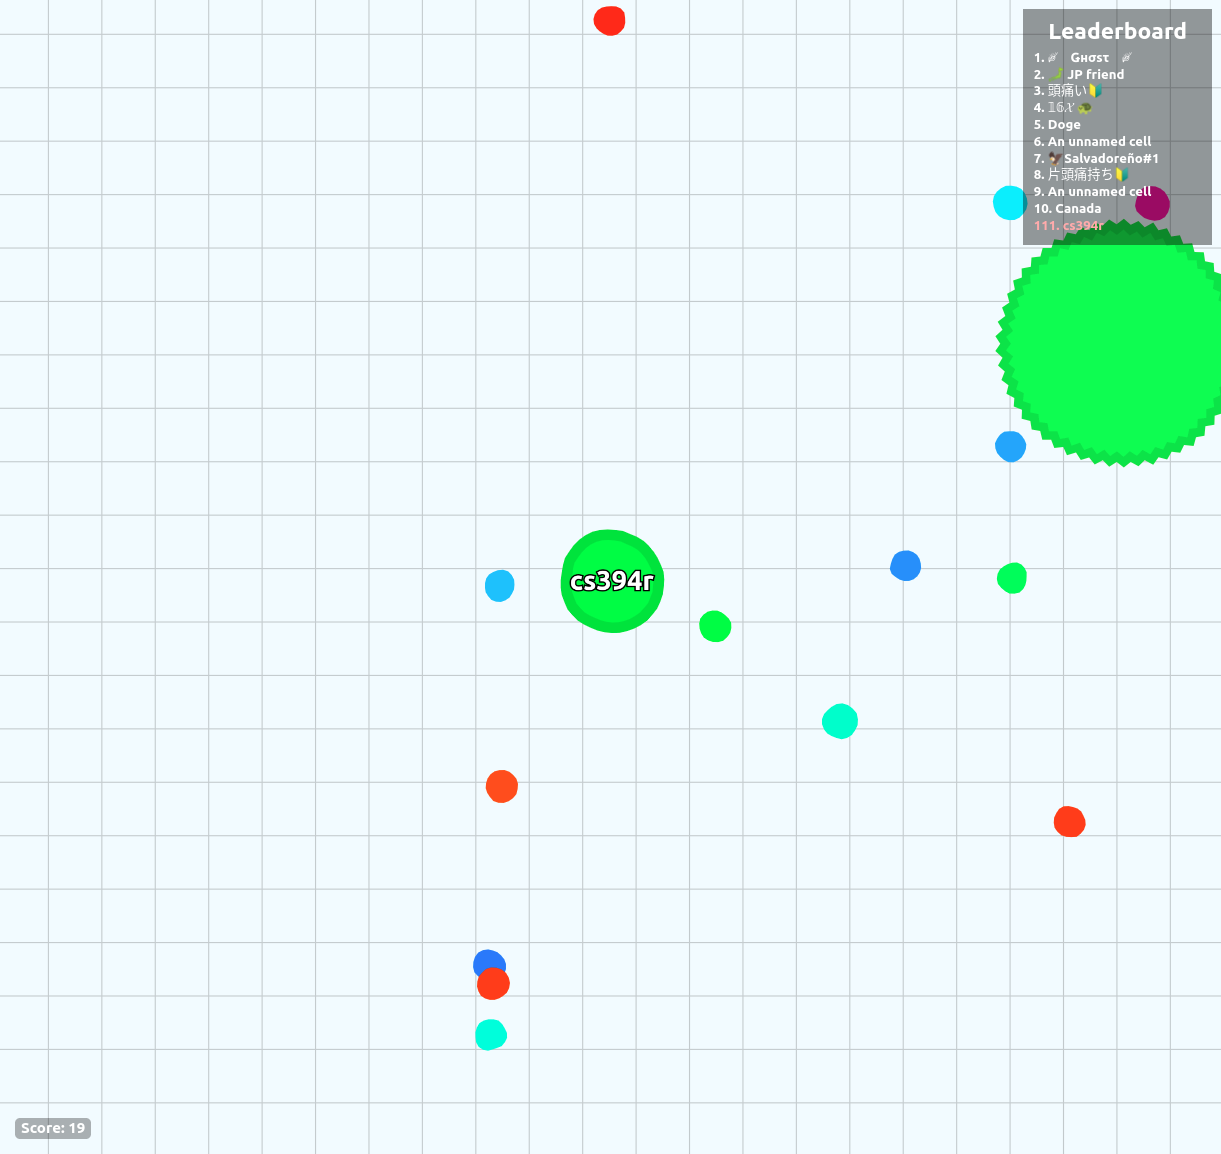 Leaderboard
1. ☄ Gнσsт ☄
2. JP friend
3. 頭痛い🔰
4. 𝟙𝟞𝓧 🐢
5. Doge
6. An unnamed cell
7. 🦅Salvadoreño#1
8. 片頭痛持ち🔰
9. An unnamed cell
10. Canada
111. cs394r
cs394r
Score: 19